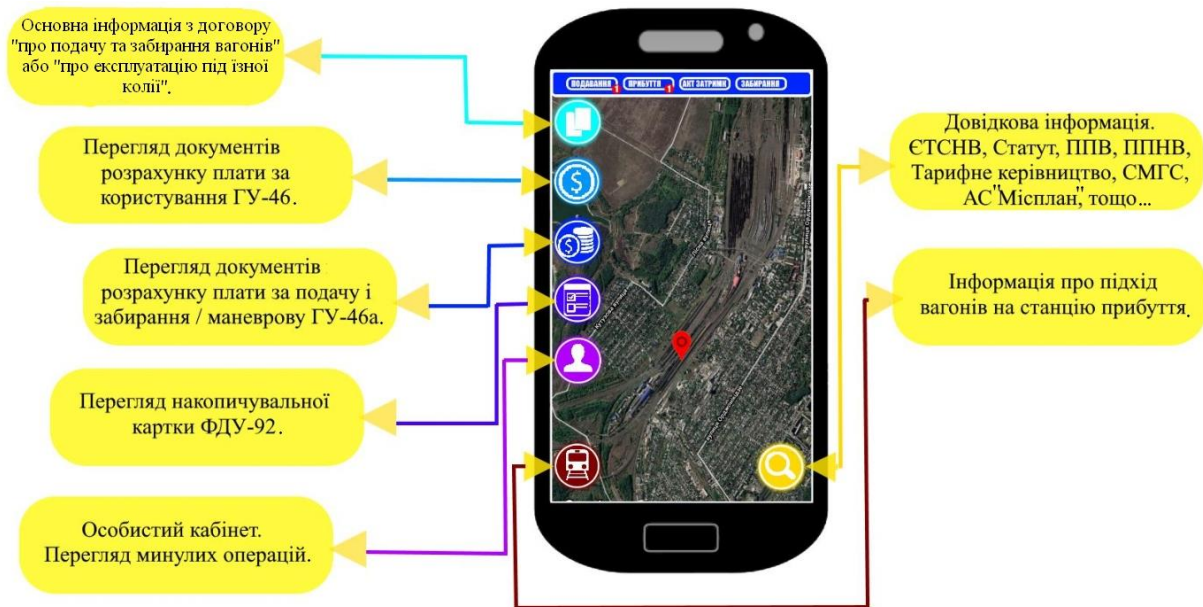 Основна інформація з договору
"про подачу та забирання вагонів"
або "про експлуатацію під їзної
колії".
Перегляд документів
розрахунку плати за
користування ГУ-46.
Перегляд документів
розрахунку плати за подачу і
забирання / маневрову ГУ-46а.
Перегляд накопичувальної
картки ФДУ-92.
Особистий кабінет.
Перегляд минулих операцій.
ПОДАВАННЯ 1 ПРИБУТТЯ 1 АКТ ЗАТРИМИ ЗАБИРАННЯ
Довідкова інформація.
ЄТСНВ, Статут, ППВ, ППНВ,
Тарифне керівництво, СМГС,
АС"Місплан", тощо...
Інформація про підхід
вагонів на станцію прибуття.